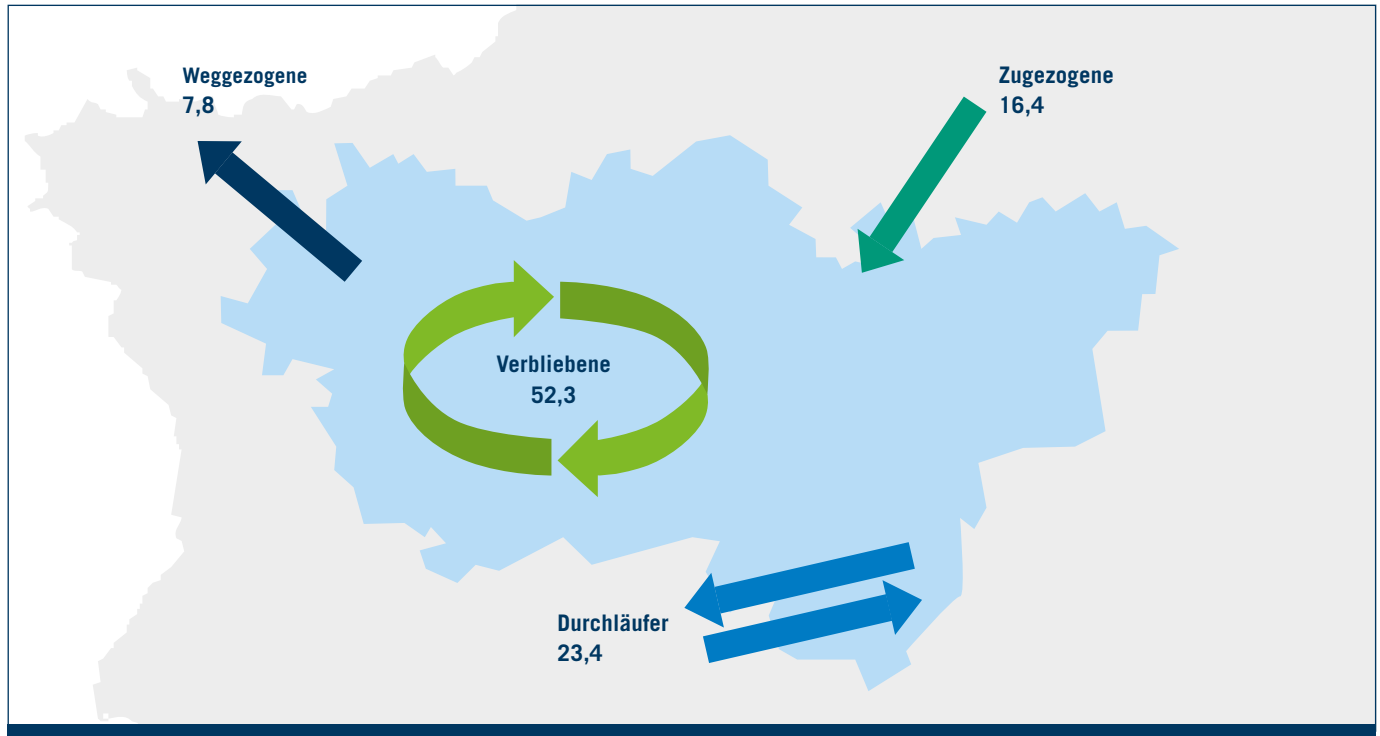 Weggezogene
7,8
Zugezogene
16,4
Verbliebene
52,3
Durchläufer
23,4